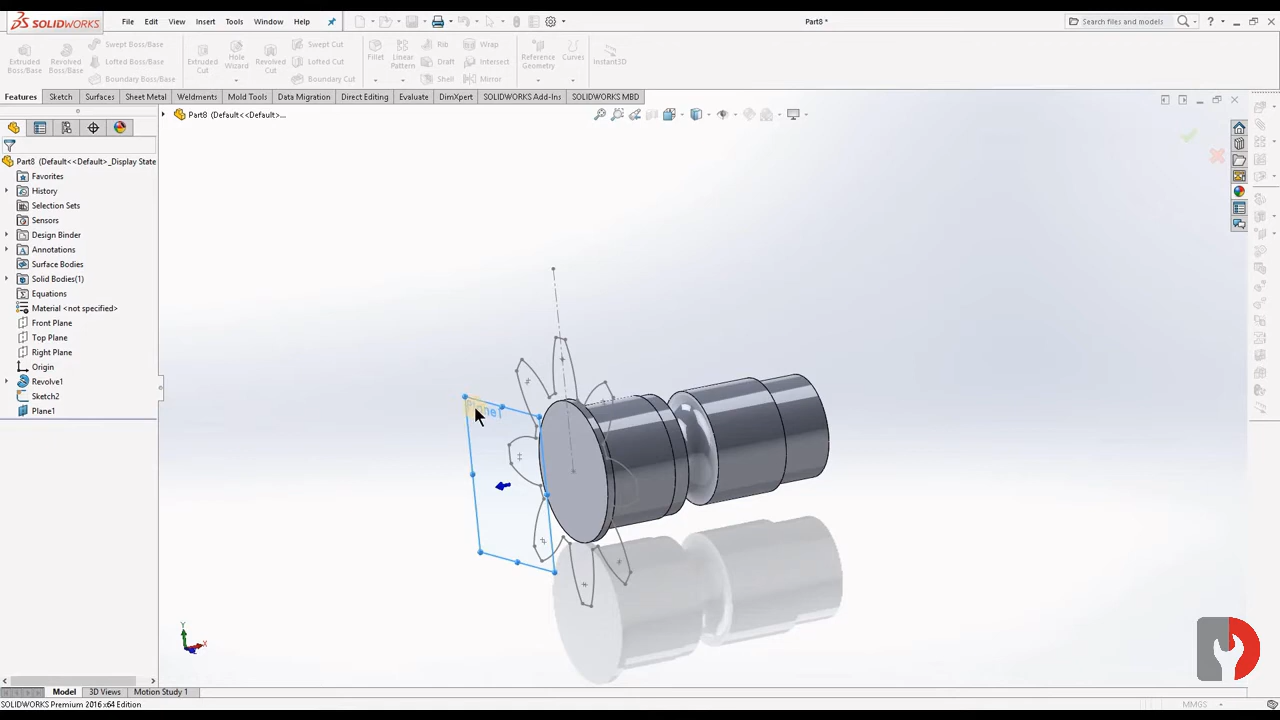 SOLIDWORKS
File Edit View Insert Tools Window Help
Part8 *
Search files and models
Extruded Boss/Base
Revolved Boss/Base
Swept Boss/Base
Lofted Boss/Base
Boundary Boss/Base
Extruded Cut
Hole Wizard
Revolved Cut
Swept Cut
Lofted Cut
Boundary Cut
Fillet
Linear Pattern
Rib
Draft
Shell
Wrap
Intersect
Mirror
Reference Geometry
Curves
Instant3D
Features Sketch Surfaces Sheet Metal Weldments Mold Tools Data Migration Direct Editing Evaluate DimXpert SOLIDWORKS Add-Ins SOLIDWORKS MBD
Part8 (Default<<Default>...
Part8 (Default<<Default>_Display State
Favorites
History
Selection Sets
Sensors
Design Binder
Annotations
Surface Bodies
Solid Bodies(1)
Equations
Material <not specified>
Front Plane
Top Plane
Right Plane
Origin
Revolve1
Sketch2
Plane1
Plane1
Y
X
Model 3D Views Motion Study 1
SOLIDWORKS Premium 2016 x64 Edition
MMGS